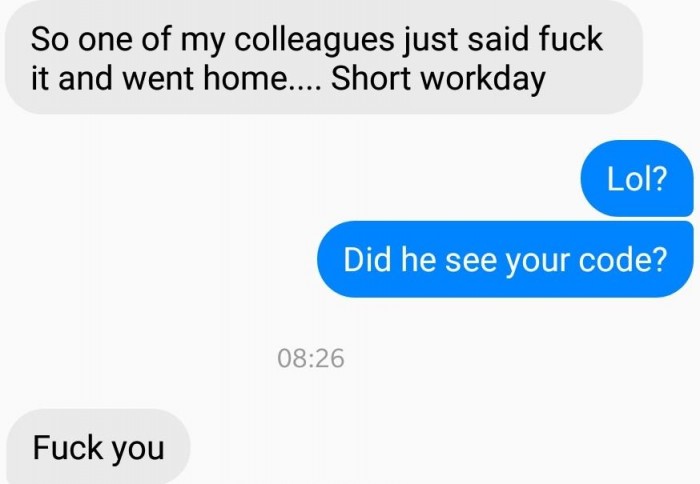 So one of my colleagues just said fuck
it and went home.... Short workday
Lol?
Did he see your code?
08:26
Fuck you